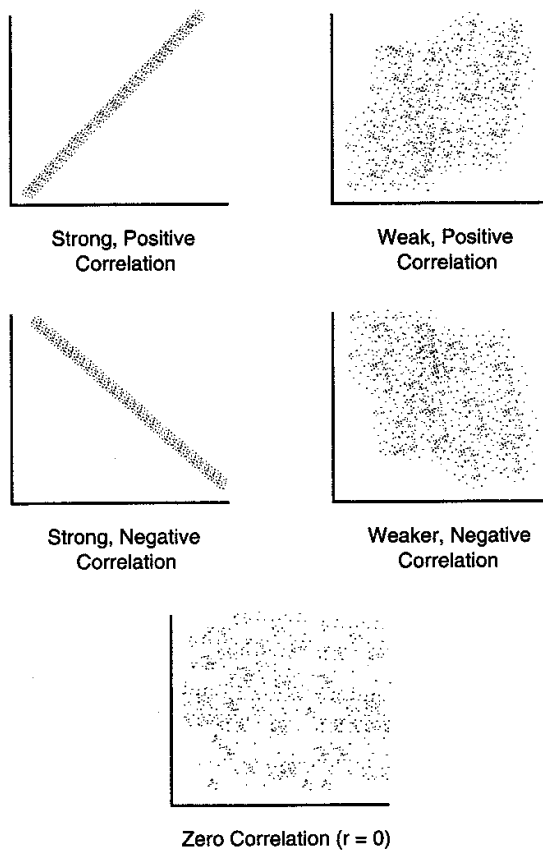 Strong, Positive
Correlation
Weak, Positive
Correlation
Strong, Negative
Correlation
Weaker, Negative
Correlation
Zero Correlation (r = 0)